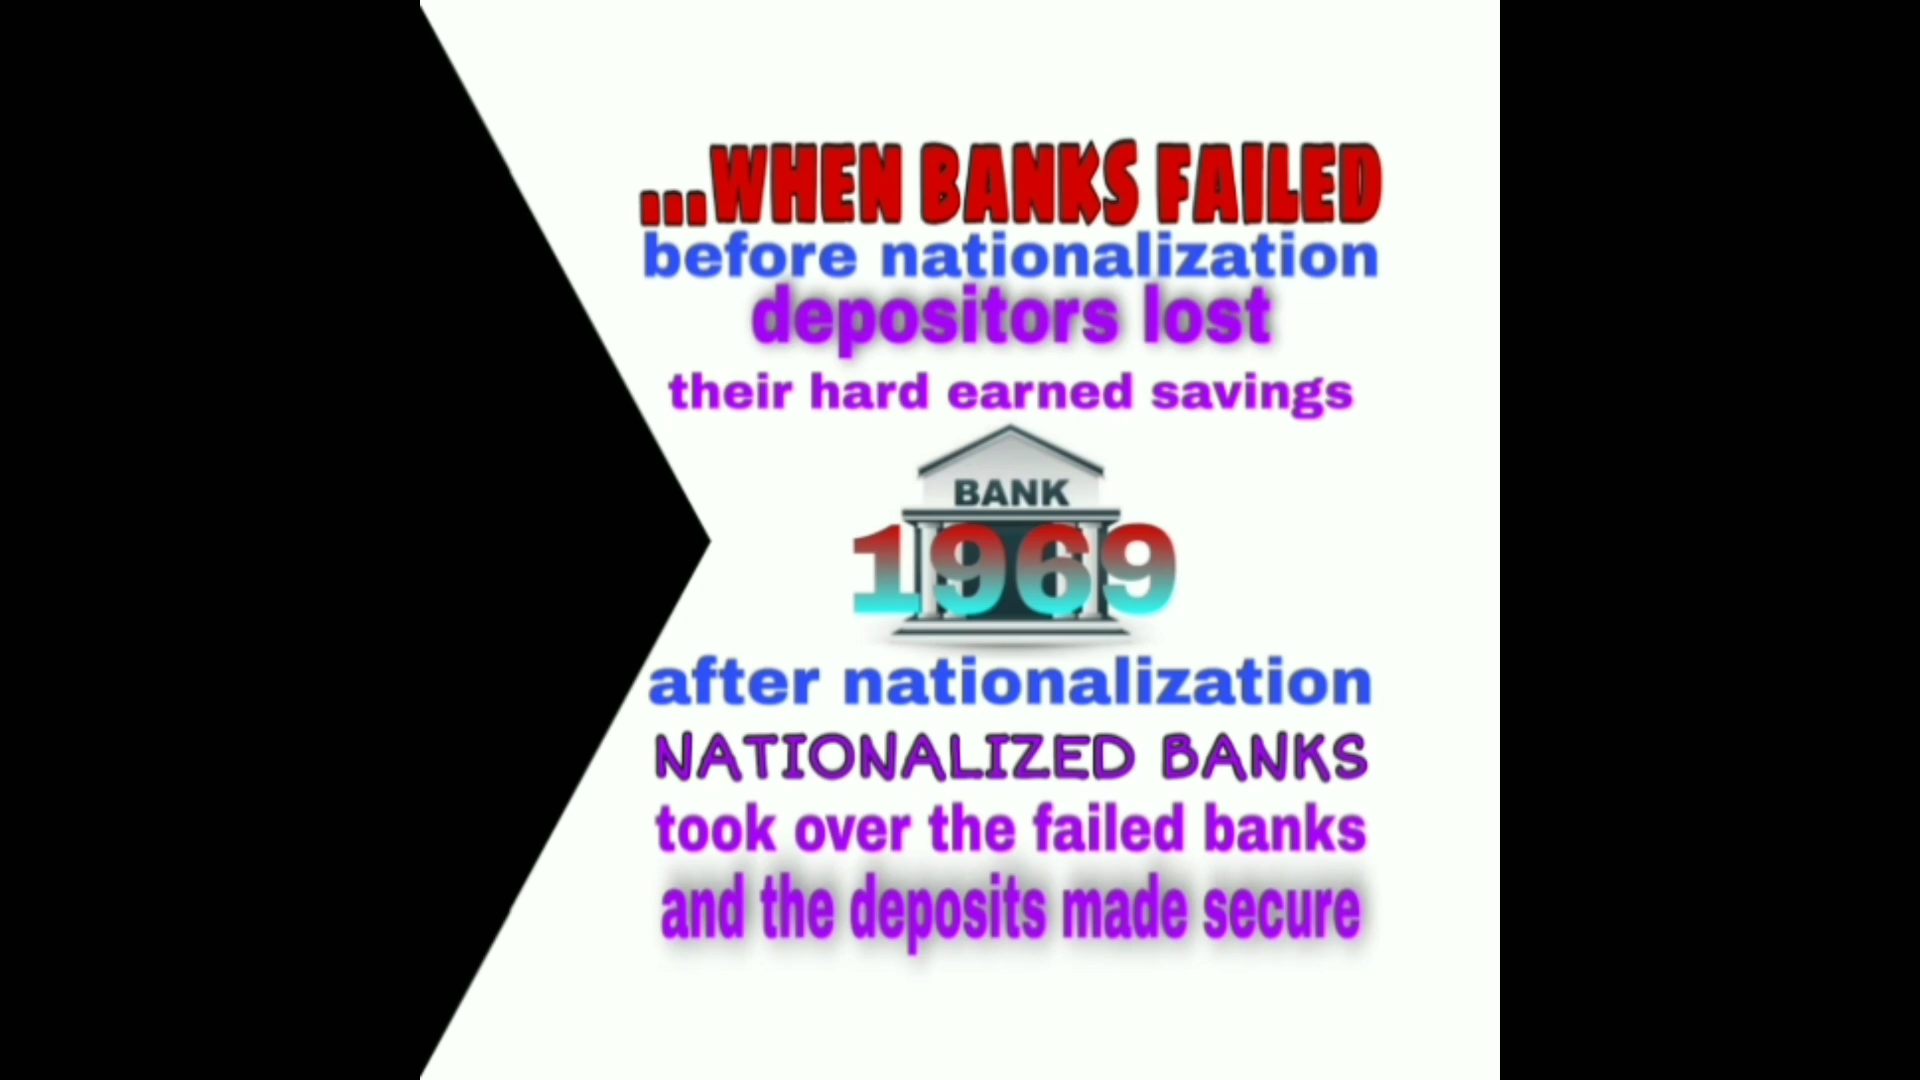 ...WHEN BANKS FAILED
before nationalization
depositors lost
their hard earned savings
BANK
1969
after nationalization
NATIONALIZED BANKS
took over the failed banks
and the deposits made secure